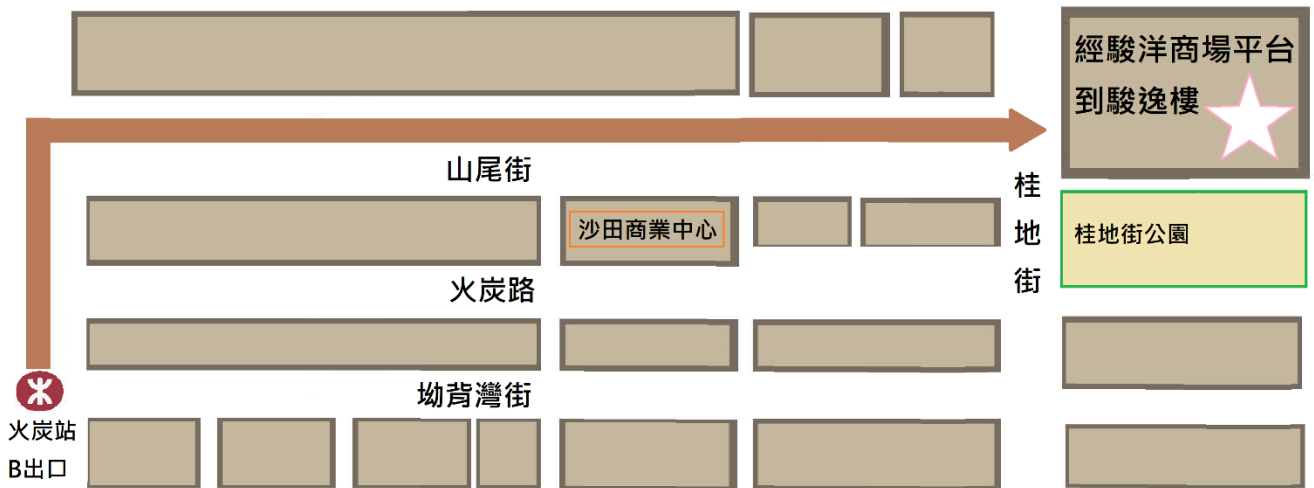 經駿洋商場平台
到駿逸樓
山尾街
桂
地
街
沙田商業中心
桂地街公園
火炭路
坳背灣街
火炭站
B出口